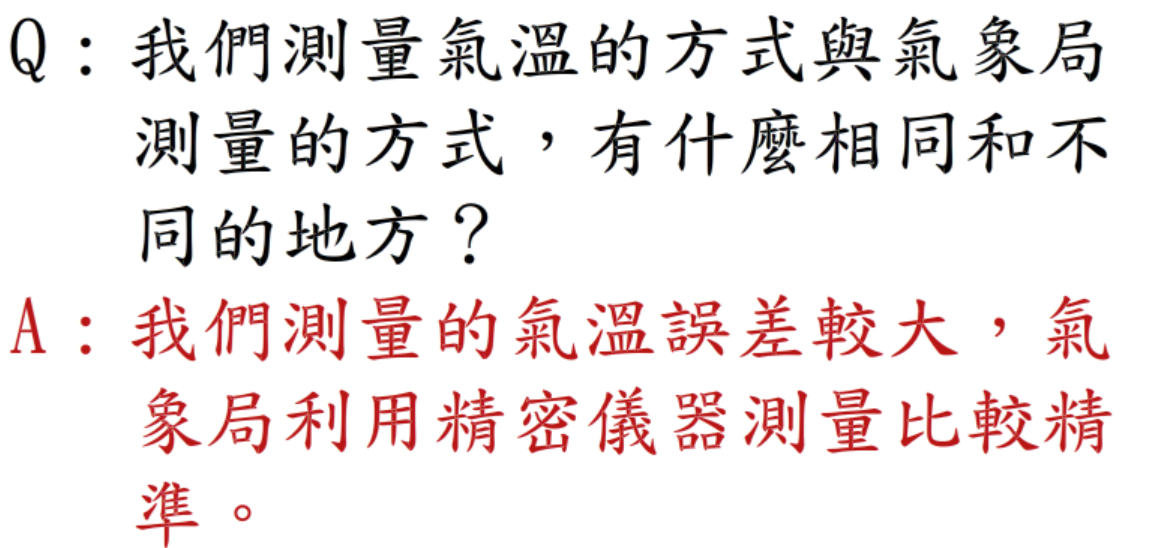 Q：我們測量氣溫的方式與氣象局
測量的方式，有什麼相同和不
同的地方？
A：我們測量的氣溫誤差較大，氣
象局利用精密儀器測量比較精
準。